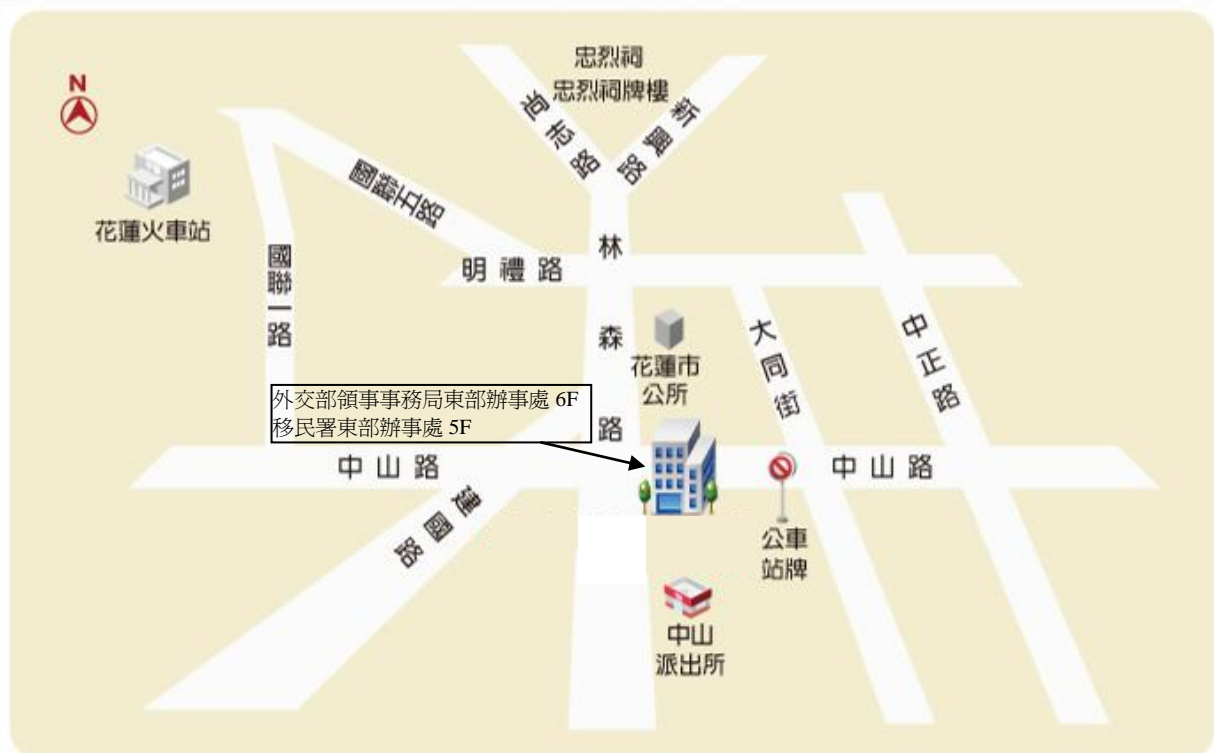 忠烈祠
忠烈祠牌樓
N
尚志路
新興路
國聯五路
花蓮火車站
國聯一路
明禮路
林森路
花蓮市
公所
大同街
中正路
外交部領事事務局東部辦事處 6F
移民署東部辦事處 5F
中山路
中山路
建國路
公車
站牌
中山
派出所